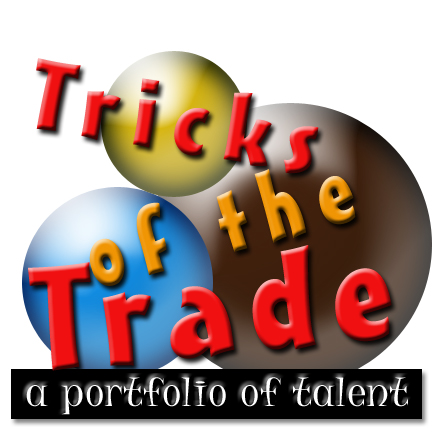 Tricks
of the
Trade
a portfolio of talent